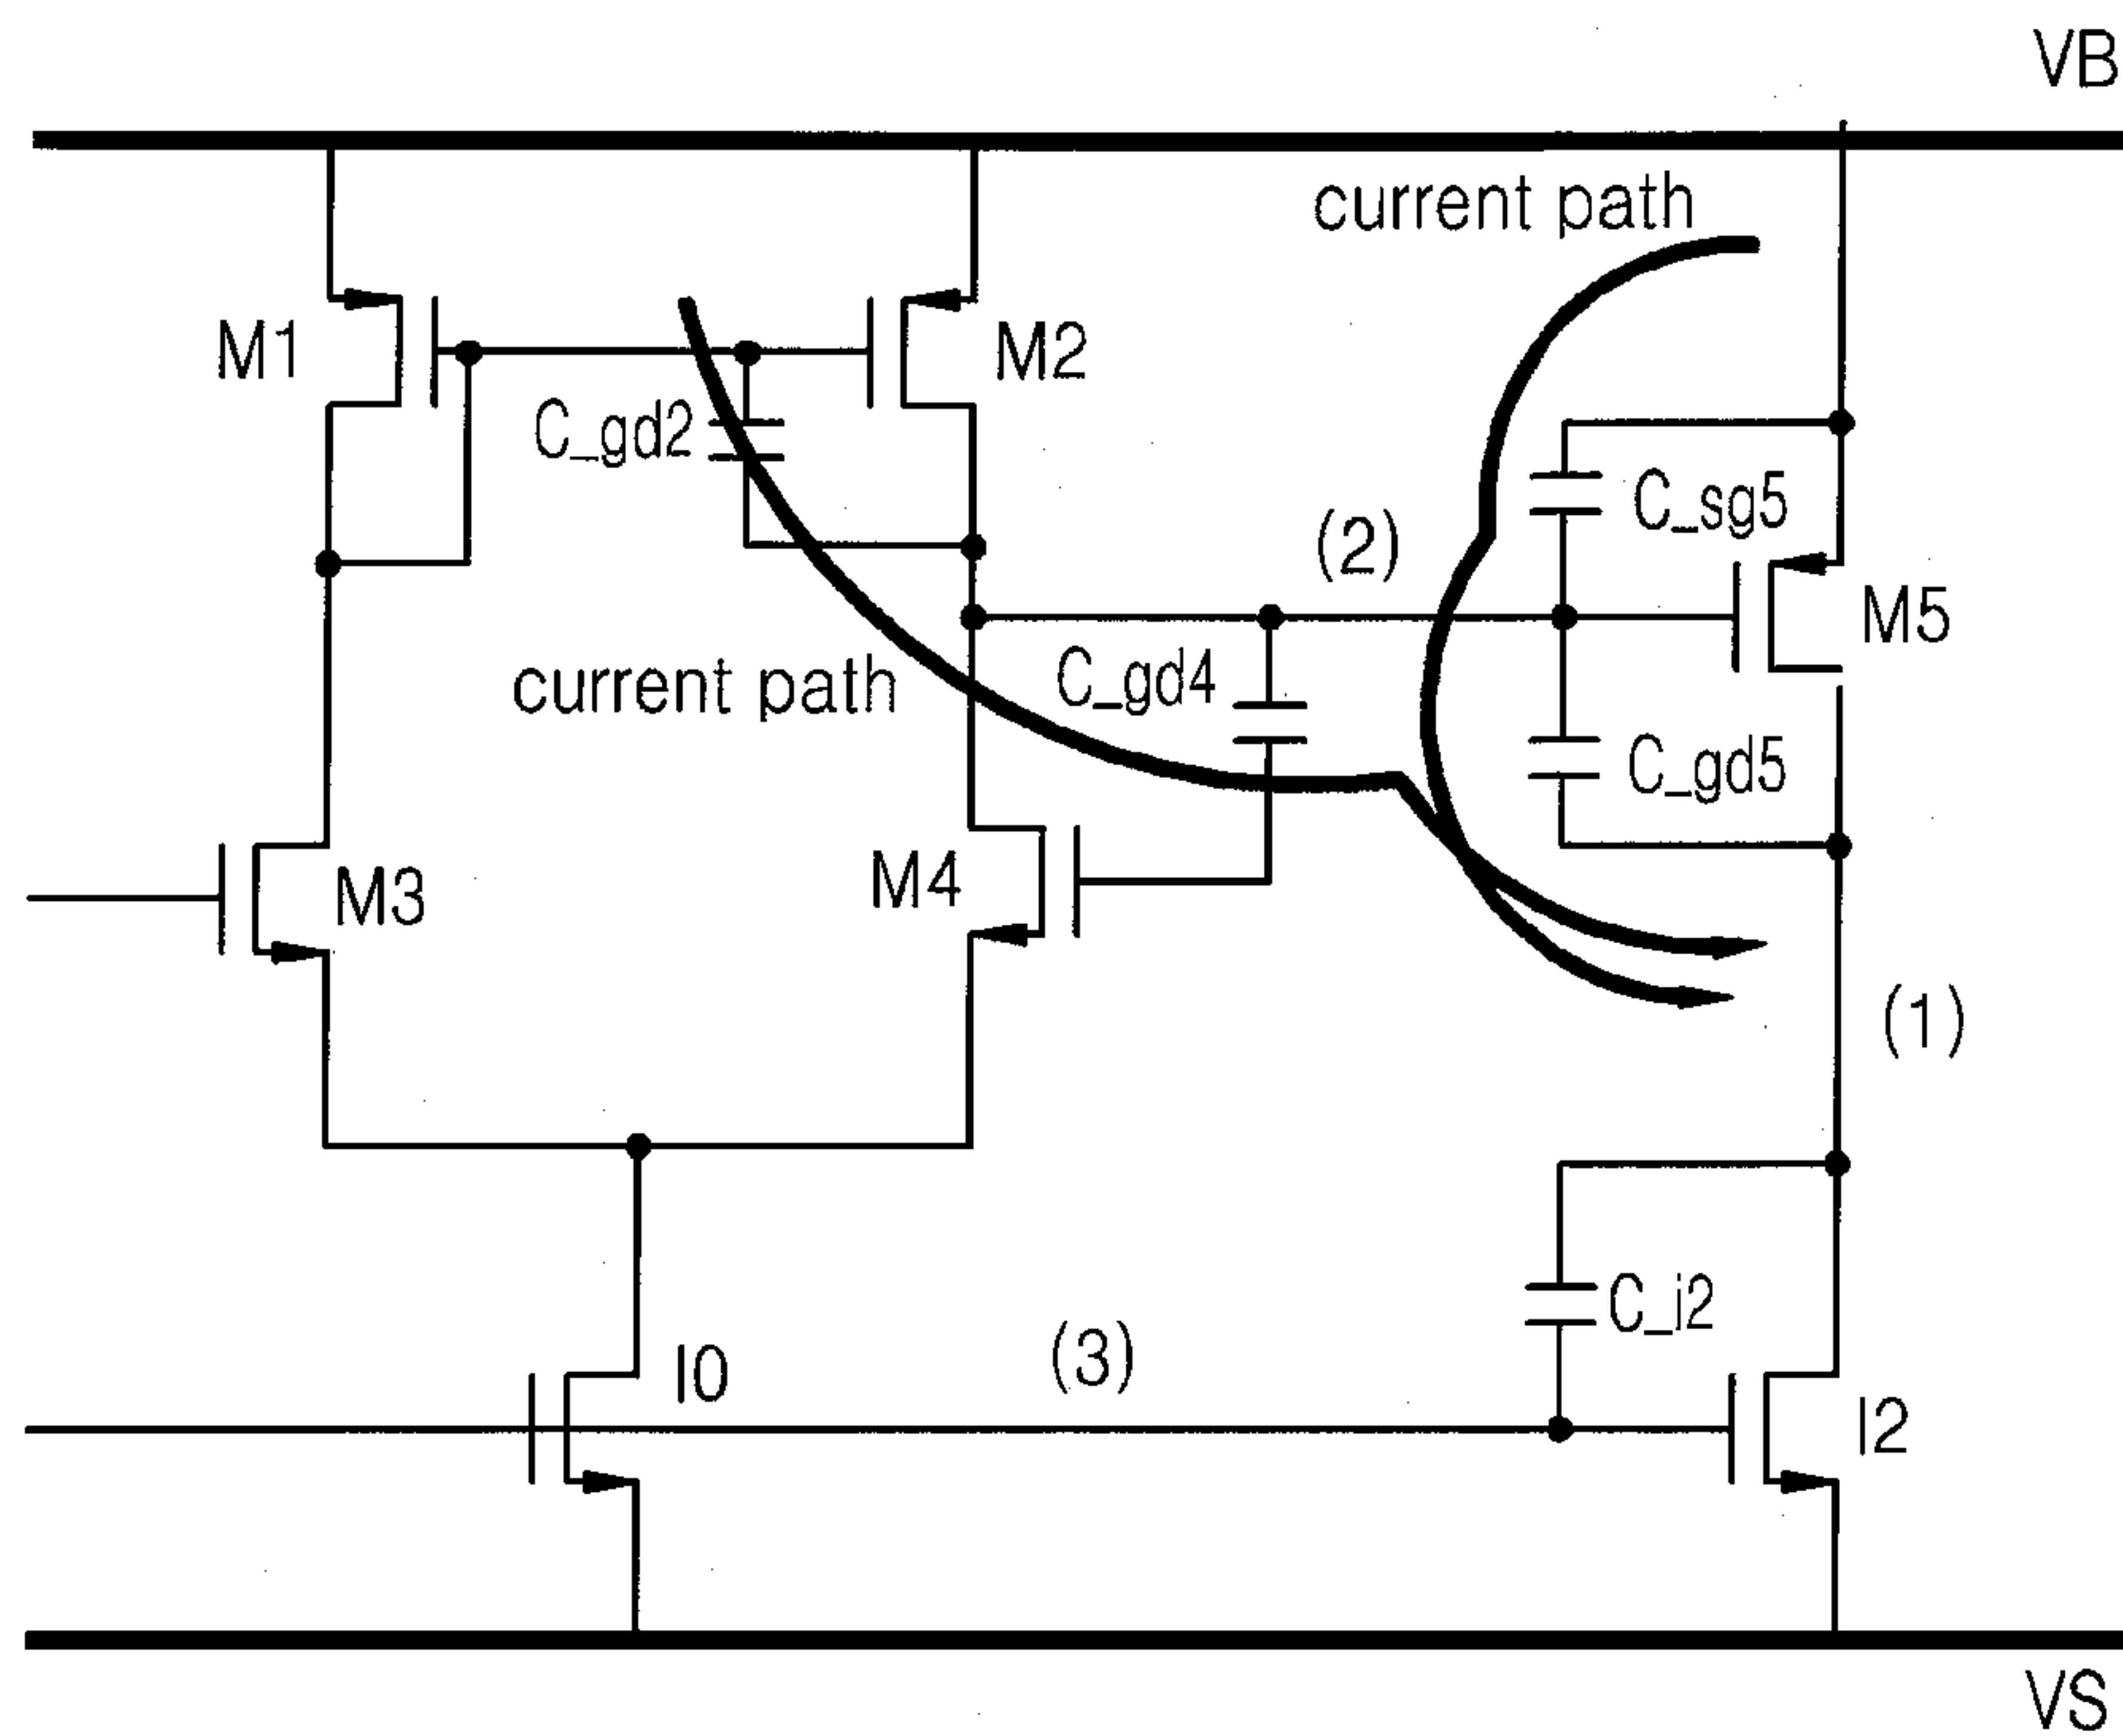 VB
current path
M1
M2
C_gd2
C_sg5
(2)
M5
current path
C_gd4
C_gd5
M3
M4
(1)
C_i2
(3)
I0
I2
VS